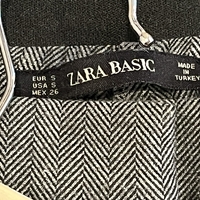 EUR S
USA S
MEX 26
ZARA BASIC
MADE
IN
TURKEY